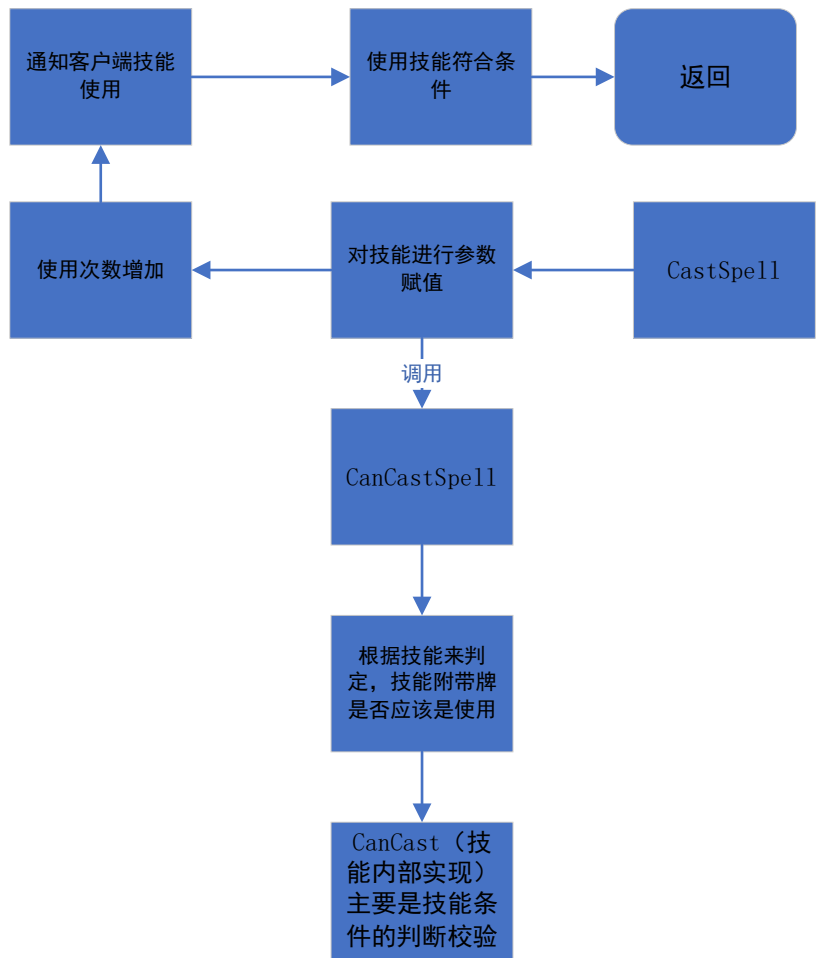 通知客户端技能
使用
使用技能符合条
件
返回
使用次数增加
对技能进行参数
赋值
CastSpell
调用
CanCastSpell
根据技能来判
定，技能附带牌
是否应该是使用
CanCast（技
能内部实现）
主要是技能条
件的判断校验